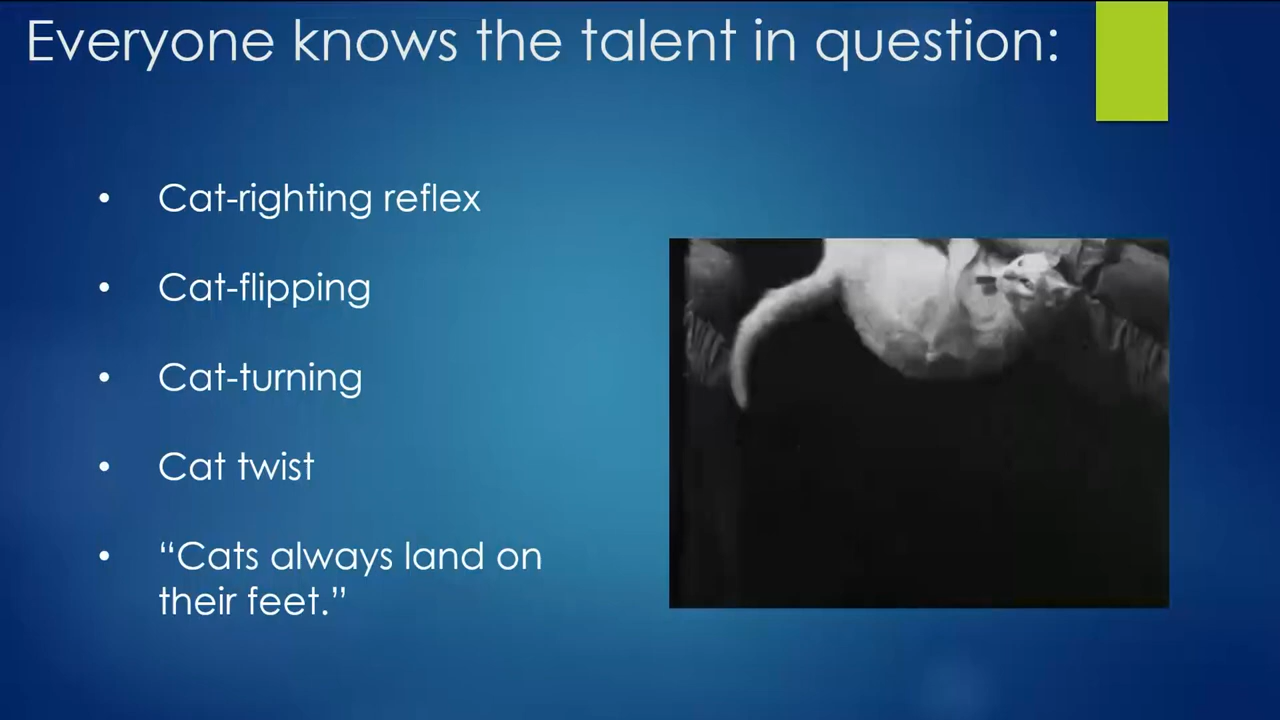 Everyone knows the talent in question:
• Cat-righting reflex
• Cat-flipping
• Cat-turning
• Cat twist
• “Cats always land on
their feet.”